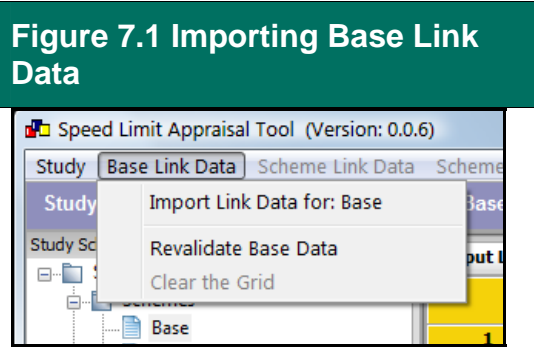 Figure 7.1 Importing Base Link
Data
Speed Limit Appraisal Tool (Version: 0.0.6)
Study Base Link Data Scheme Link Data Scheme
Study
Import Link Data for: Base
Base
Study Sc
Revalidate Base Data
put L
Clear the Grid
Schemes
Base
1